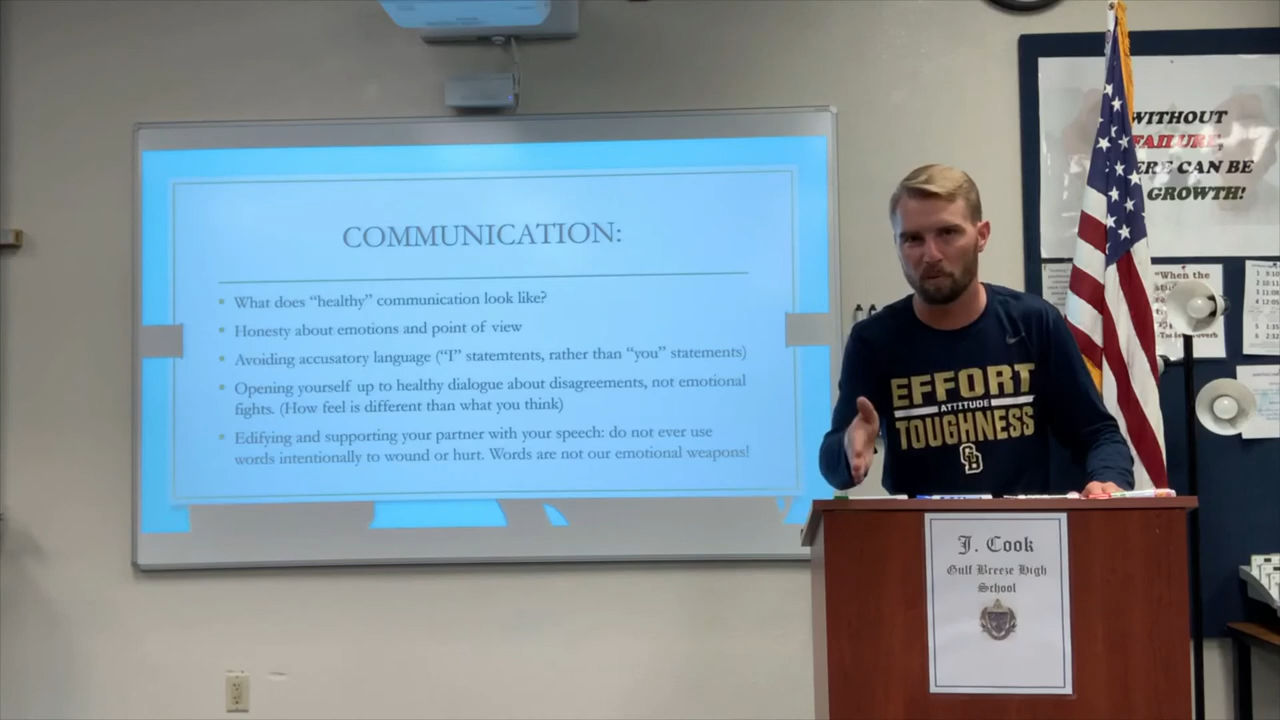 COMMUNICATION:
What does “healthy” communication look like?
Honesty about emotions and point of view
Avoiding accusatory language (“I” statemtents, rather than “you” statements)
Opening yourself up to healthy dialogue about disagreements, not emotional
fights. (How feel is different than what you think)
Edifying and supporting your partner with your speech: do not ever use
words intentionally to wound or hurt. Words are not our emotional weapons!
WITHOUT
FAILURE,
CAN BE
GROWTH!
"When the
EFFORT
ATTITUDE
TOUGHNESS
GB
J. Cook
Gulf Breeze High
School